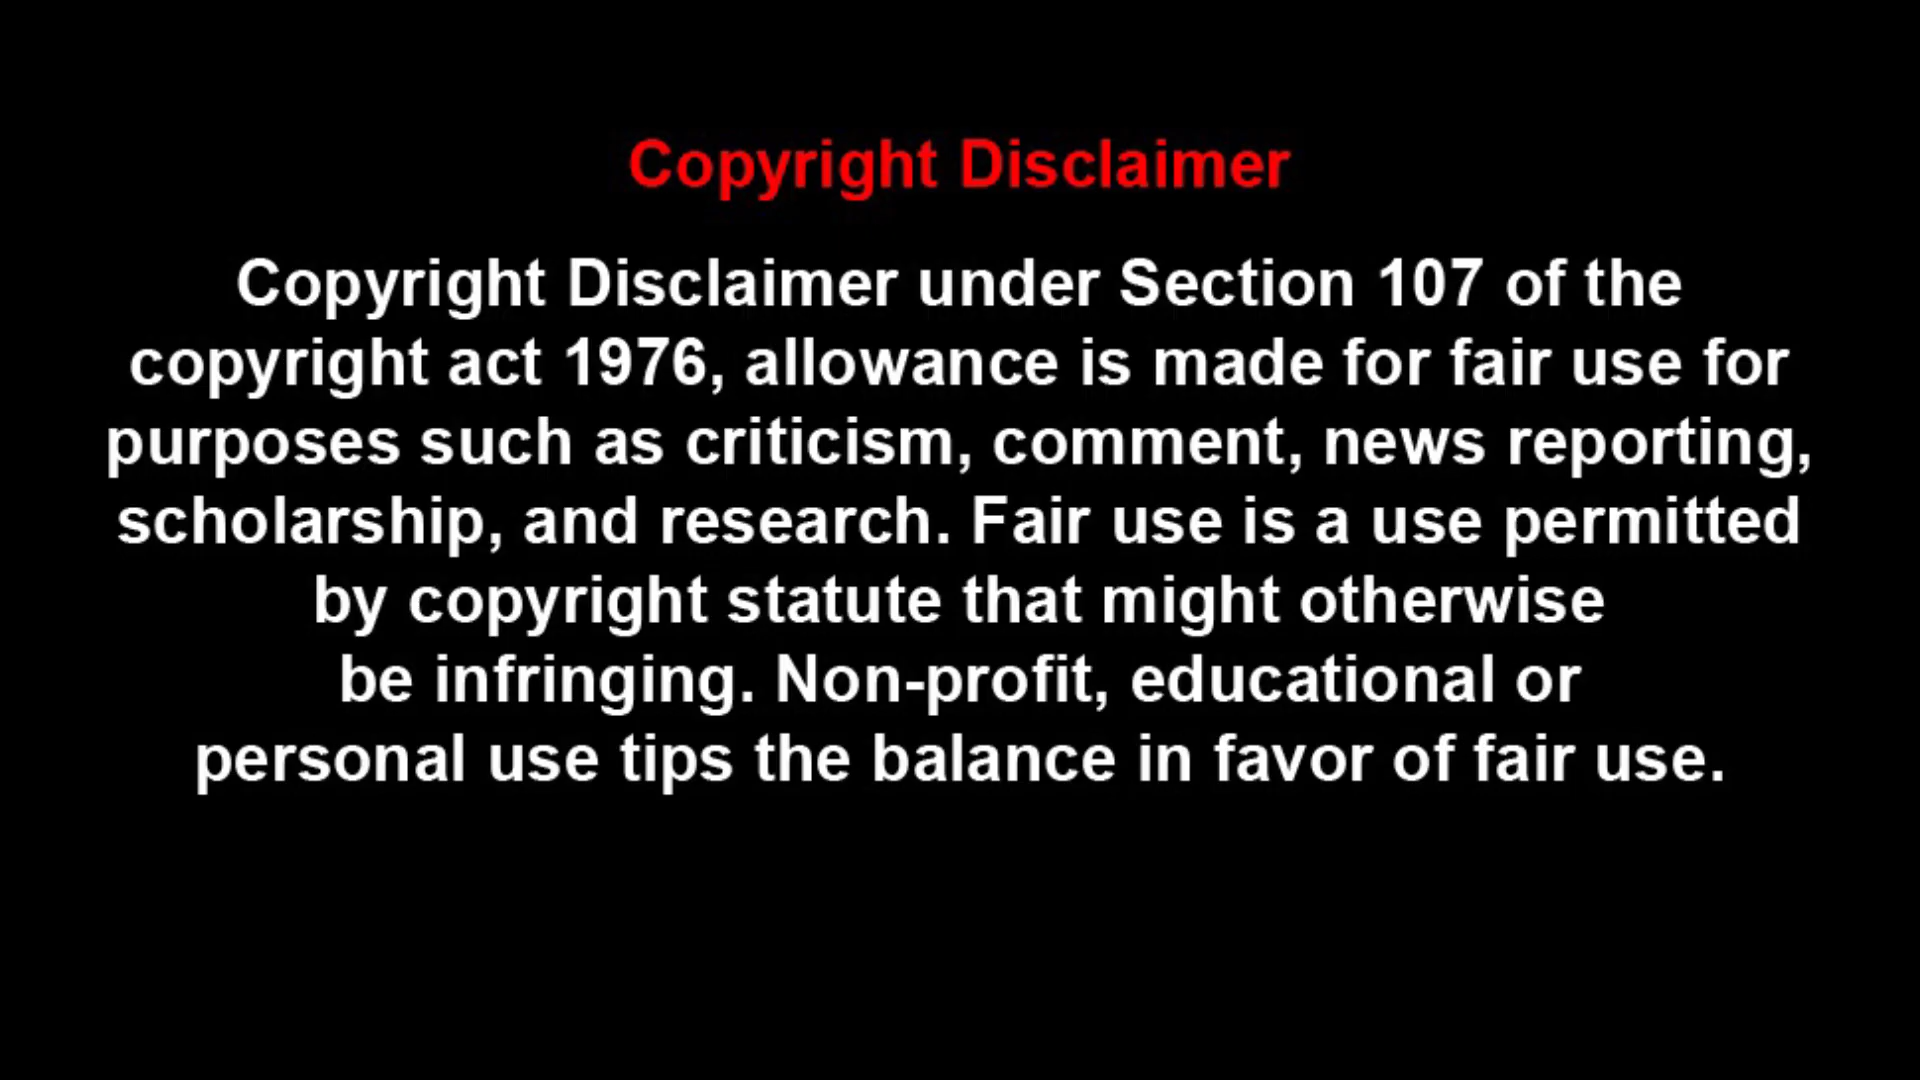 Copyright Disclaimer
Copyright Disclaimer under Section 107 of the
copyright act 1976, allowance is made for fair use for
purposes such as criticism, comment, news reporting,
scholarship, and research. Fair use is a use permitted
by copyright statute that might otherwise
be infringing. Non-profit, educational or
personal use tips the balance in favor of fair use.